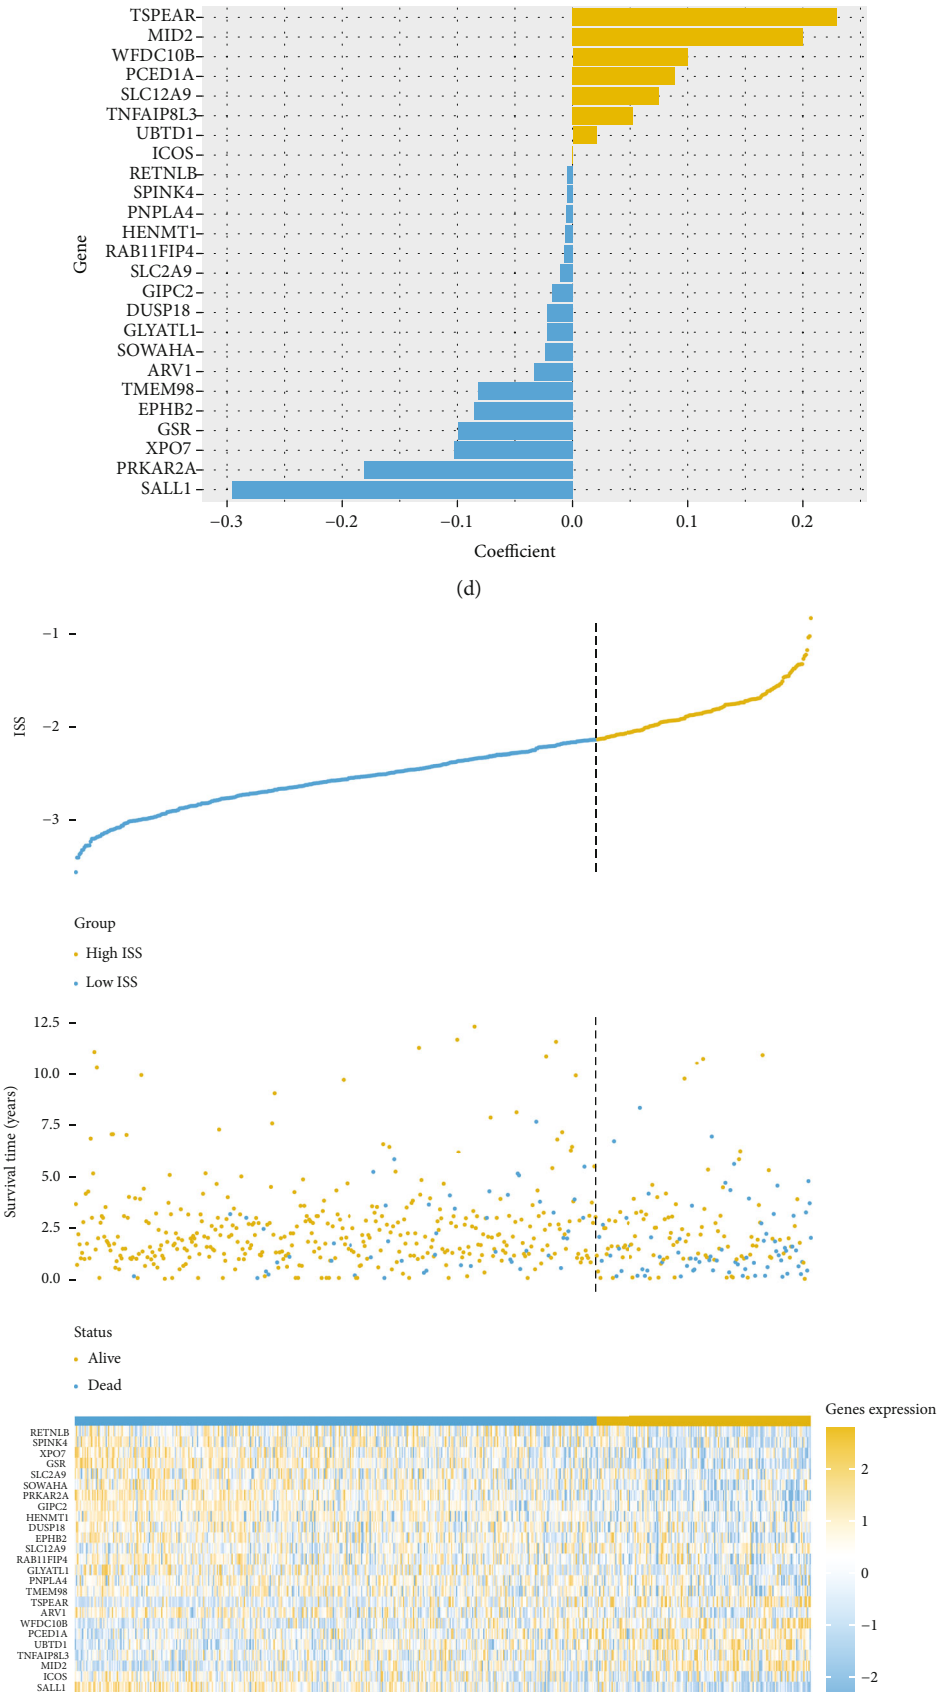 TSPEAR
MID2
WFDC10B
PCED1A
SLC12A9
TNFAIP8L3
UBTD1
ICOS
RETNLB
SPINK4
PNPLA4
HENMT1
RAB11FIP4
SLC2A9
GIPC2
DUSP18
GLYATL1
SOWAHA
ARV1
TMEM98
EPHB2
GSR
XPO7
PRKAR2A
SALL1
Gene
−0.3 −0.2 −0.1 0.0 0.1 0.2
Coefficient
(d)
−1
−2
−3
ISS
Group
High ISS
Low ISS
12.5
10.0
7.5
5.0
2.5
0.0
Survival time (years)
Status
Alive
Dead
Genes expression
RETNLB
SPINK4
XPO7
GSR
SLC2A9
SOWAHA
PRKAR2A
GIPC2
HENMT1
DUSP18
EPHB2
SLC12A9
RAB11FIP4
GLYATL1
PNPLA4
TMEM98
TSPEAR
ARV1
WFDC10B
PCED1A
UBTD1
TNFAIP8L3
MID2
ICOS
SALL1
2
1
0
−1
−2